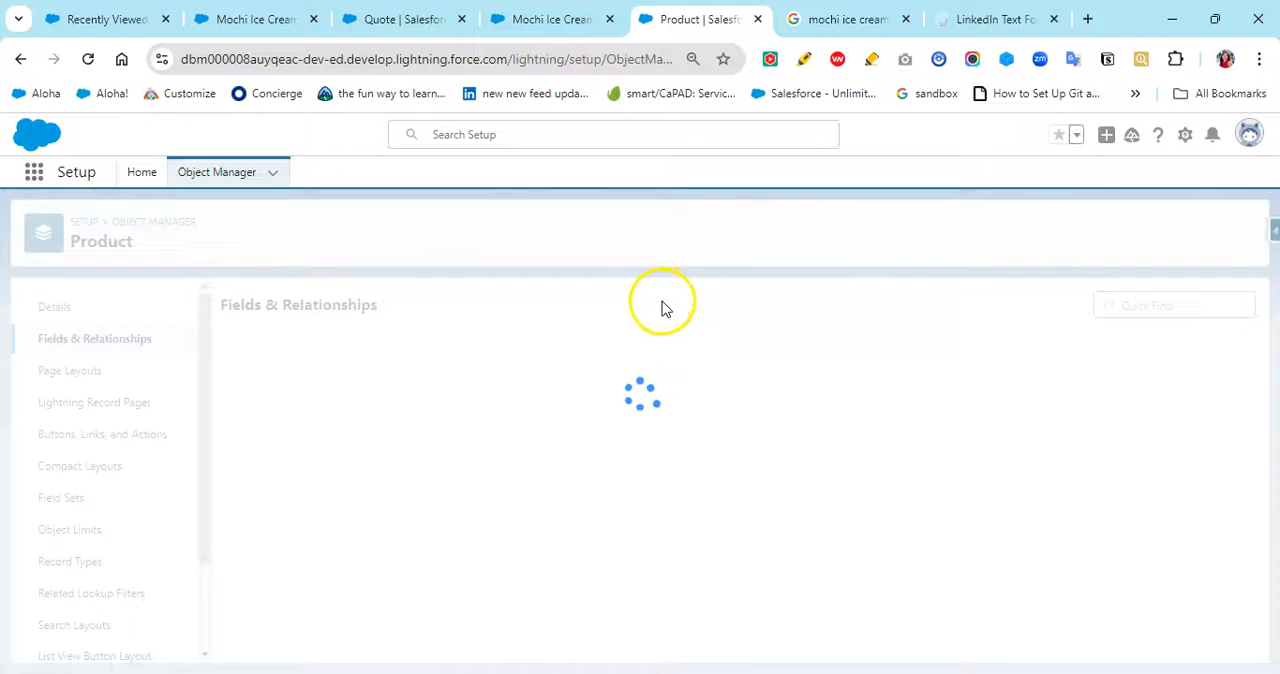 Recently Viewed
Mochi Ice Cream
Quote | Salesfor
Mochi Ice Cream
Product | Salesfo
mochi ice cream
LinkedIn Text Fo
dbm000008auyqeac-dev-ed.develop.lightning.force.com/lightning/setup/ObjectMa...
Aloha
Aloha!
Customize
Concierge
the fun way to learn...
new new feed upda...
smart/CaPAD: Servic...
Salesforce - Unlimit...
sandbox
How to Set Up Git a...
»
All Bookmarks
Search Setup
Setup
Home
Object Manager
SETUP > OBJECT MANAGER
Product
Details
Fields & Relationships
Quick Find
Fields & Relationships
Page Layouts
Lightning Record Pages
Buttons, Links, and Actions
Compact Layouts
Field Sets
Object Limits
Record Types
Related Lookup Filters
Search Layouts
List View Button Layout